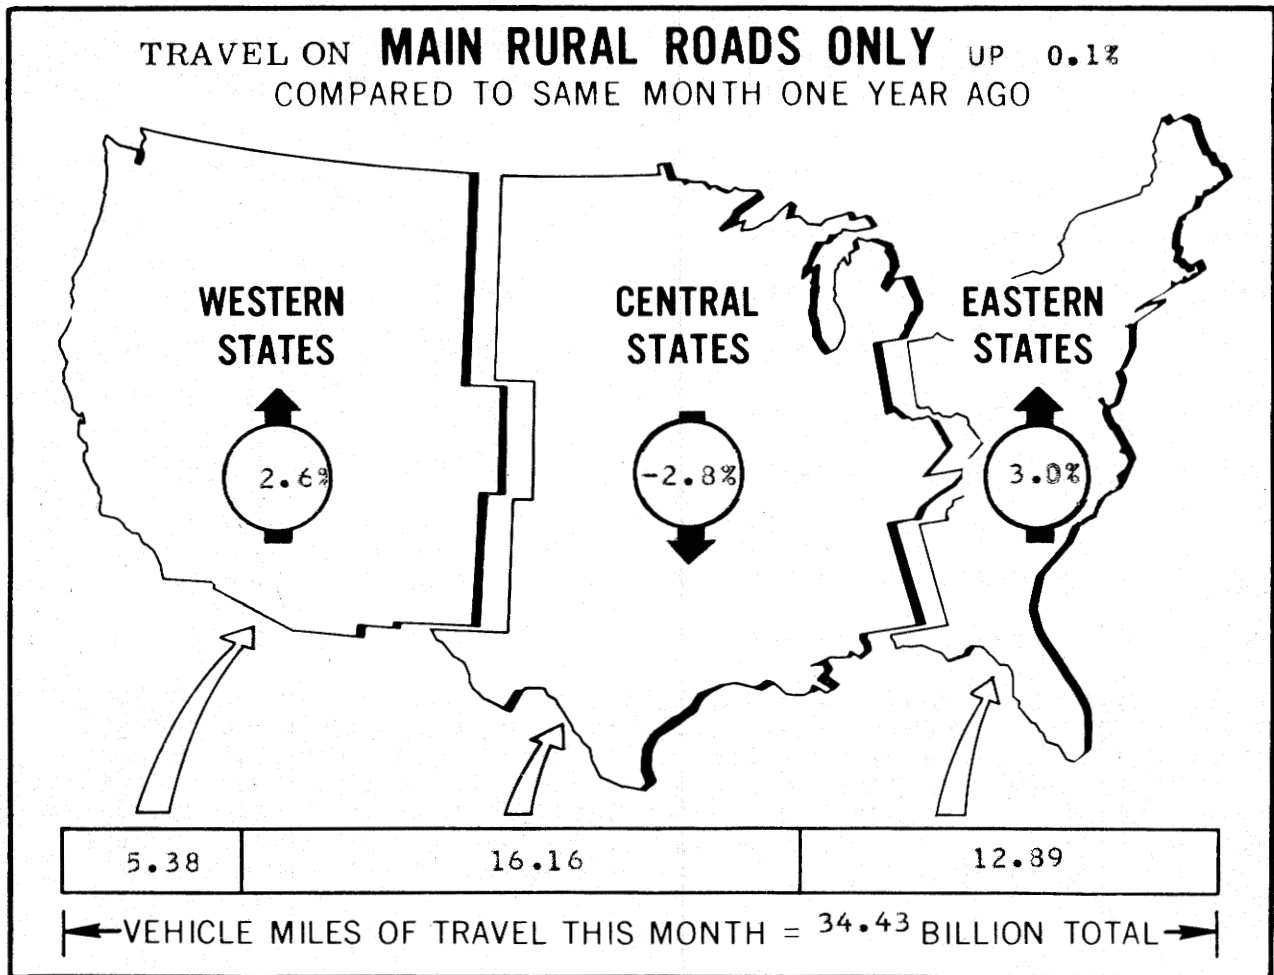 TRAVEL ON MAIN RURAL ROADS ONLY UP 0.1%
COMPARED TO SAME MONTH ONE YEAR AGO
WESTERN
STATES
2.6%
CENTRAL
STATES
-2.8%
EASTERN
STATES
3.0%
5.38 16.16 12.89
VEHICLE MILES OF TRAVEL THIS MONTH = 34.43 BILLION TOTAL